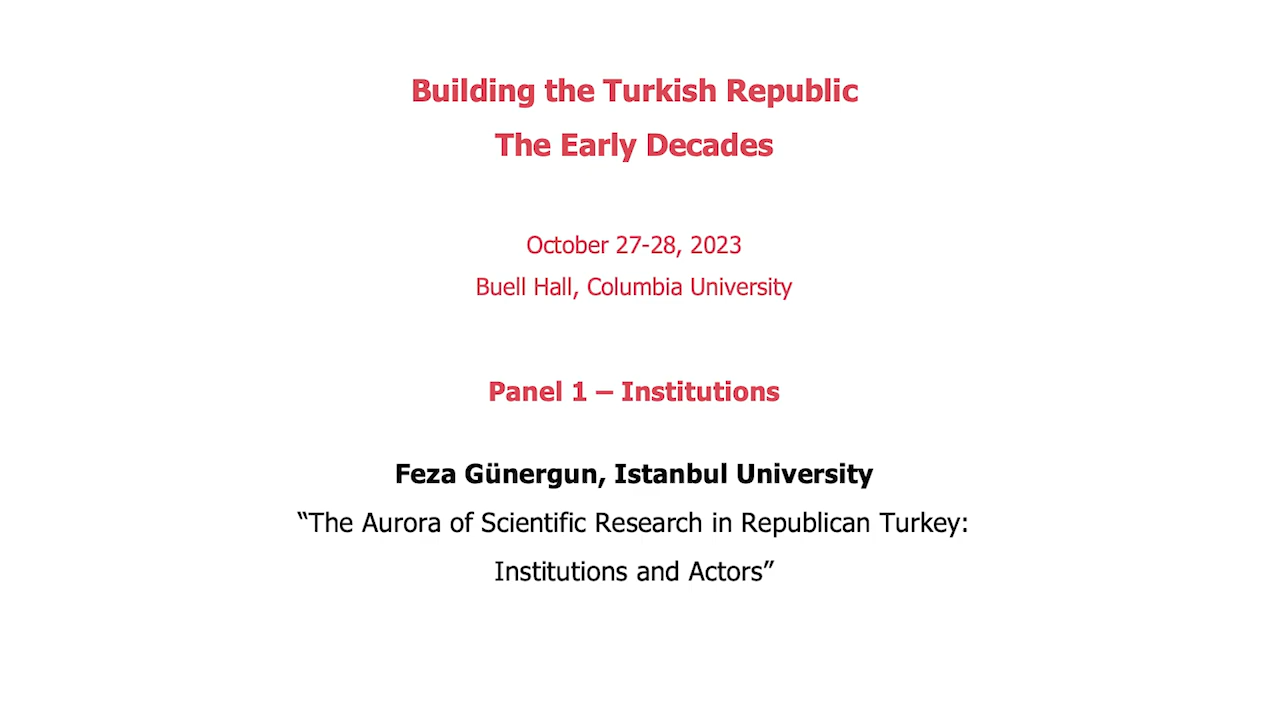 Building the Turkish Republic
The Early Decades
October 27-28, 2023
Buell Hall, Columbia University
Panel 1 – Institutions
Feza Günergun, Istanbul University
“The Aurora of Scientific Research in Republican Turkey:
Institutions and Actors”